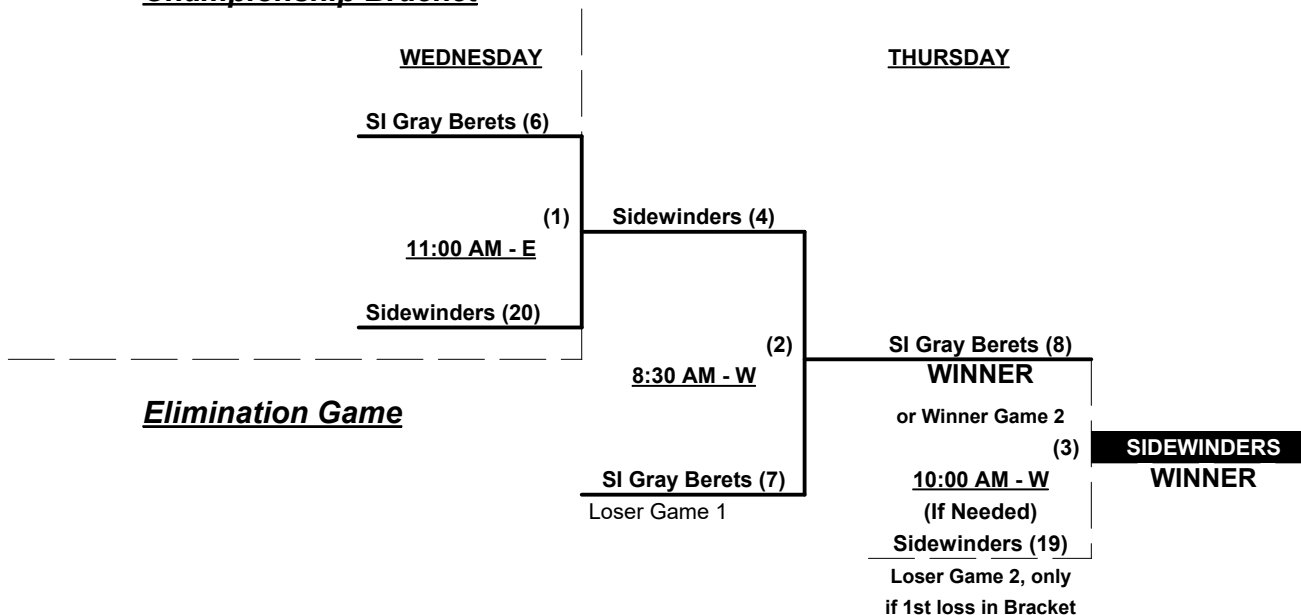 Championship Bracket
WEDNESDAY
THURSDAY
SI Gray Berets (6)
(1)
Sidewinders (4)
11:00 AM - E
Sidewinders (20)
(2)
SI Gray Berets (8)
8:30 AM - W
WINNER
Elimination Game
or Winner Game 2
(3)
SIDEWINDERS
SI Gray Berets (7)
10:00 AM - W
WINNER
Loser Game 1
(If Needed)
Sidewinders (19)
Loser Game 2, only
if 1st loss in Bracket